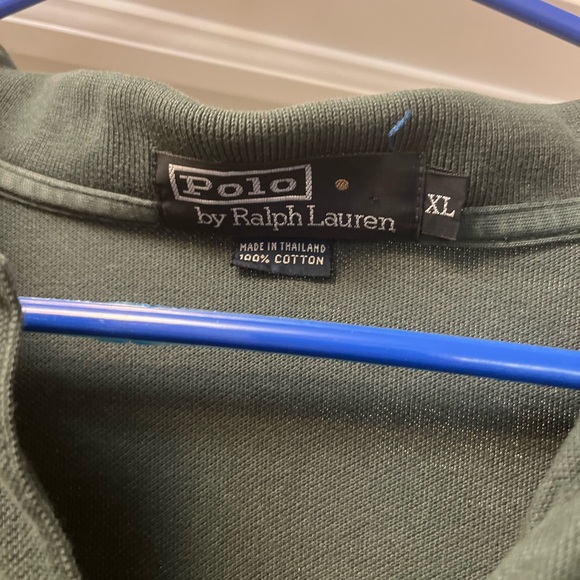 Polo
by Ralph Lauren
XL
MADE IN THAILAND
100% COTTON